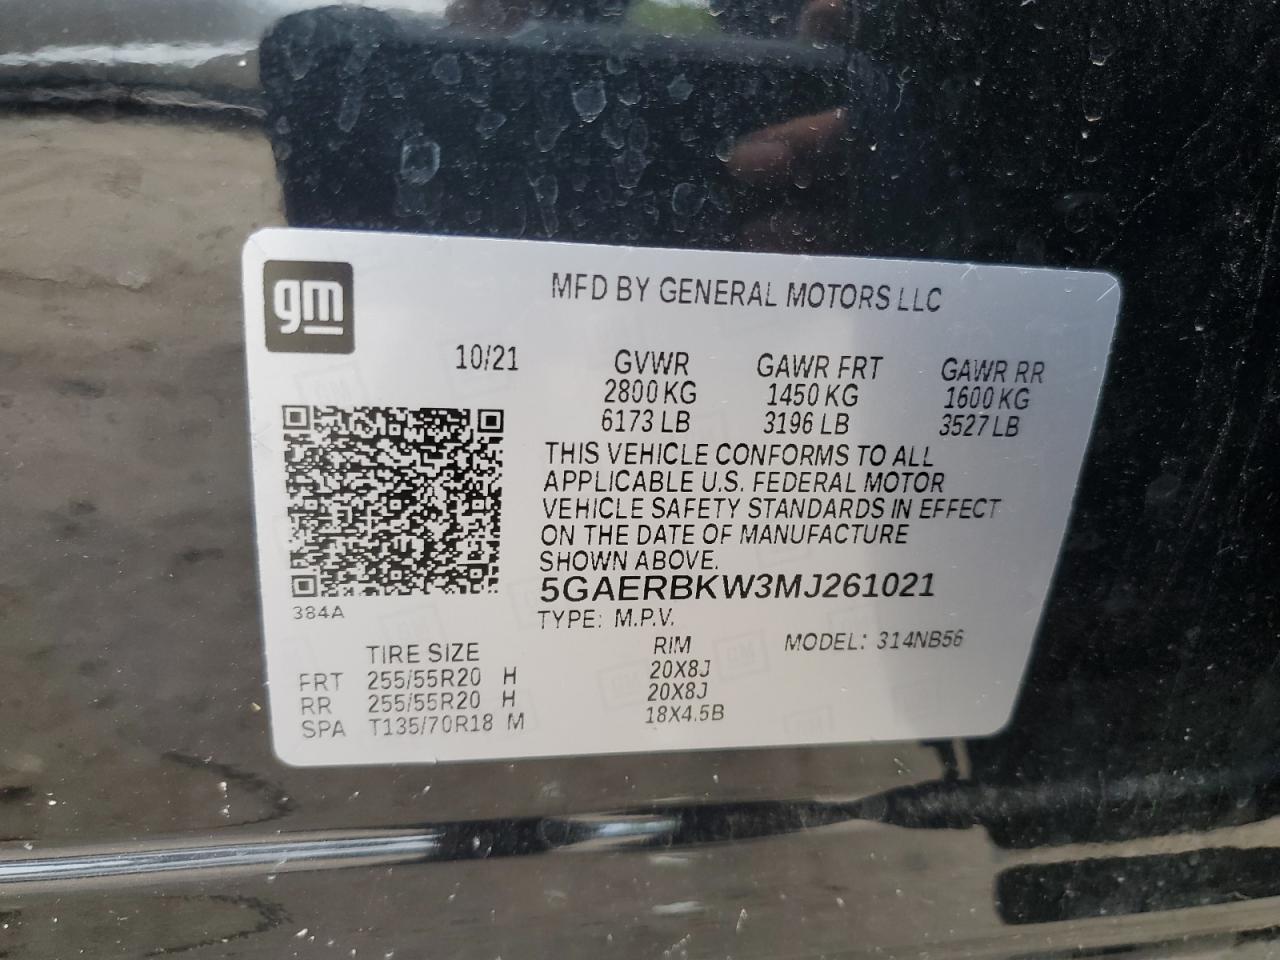 gm
MFD BY GENERAL MOTORS LLC
10/21 GVWR GAWR FRT GAWR RR
2800 KG 1450 KG 1600 KG
6173 LB 3196 LB 3527 LB
THIS VEHICLE CONFORMS TO ALL
APPLICABLE U.S. FEDERAL MOTOR
VEHICLE SAFETY STANDARDS IN EFFECT
ON THE DATE OF MANUFACTURE
SHOWN ABOVE.
5GAERBKW3MJ261021
384A
TYPE: M.P.V.
TIRE SIZE RIM MODEL: 314NB56
FRT 255/55R20 H 20X8J
RR 255/55R20 H 20X8J
SPA T135/70R18 M 18X4.5B